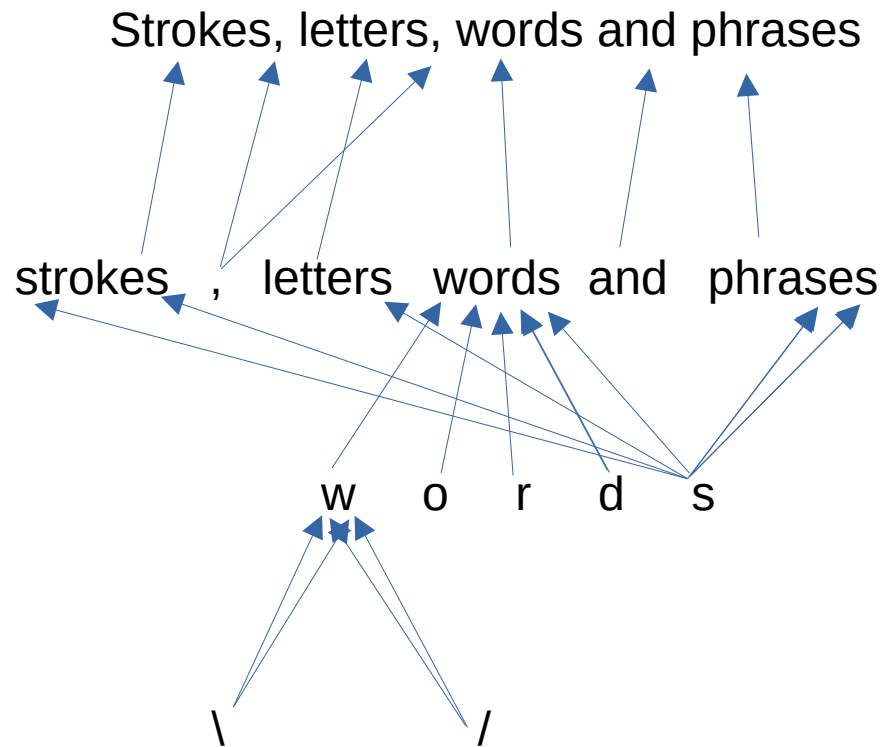 Strokes, letters, words and phrases
strokes , letters words and phrases
w o r d s
\ /